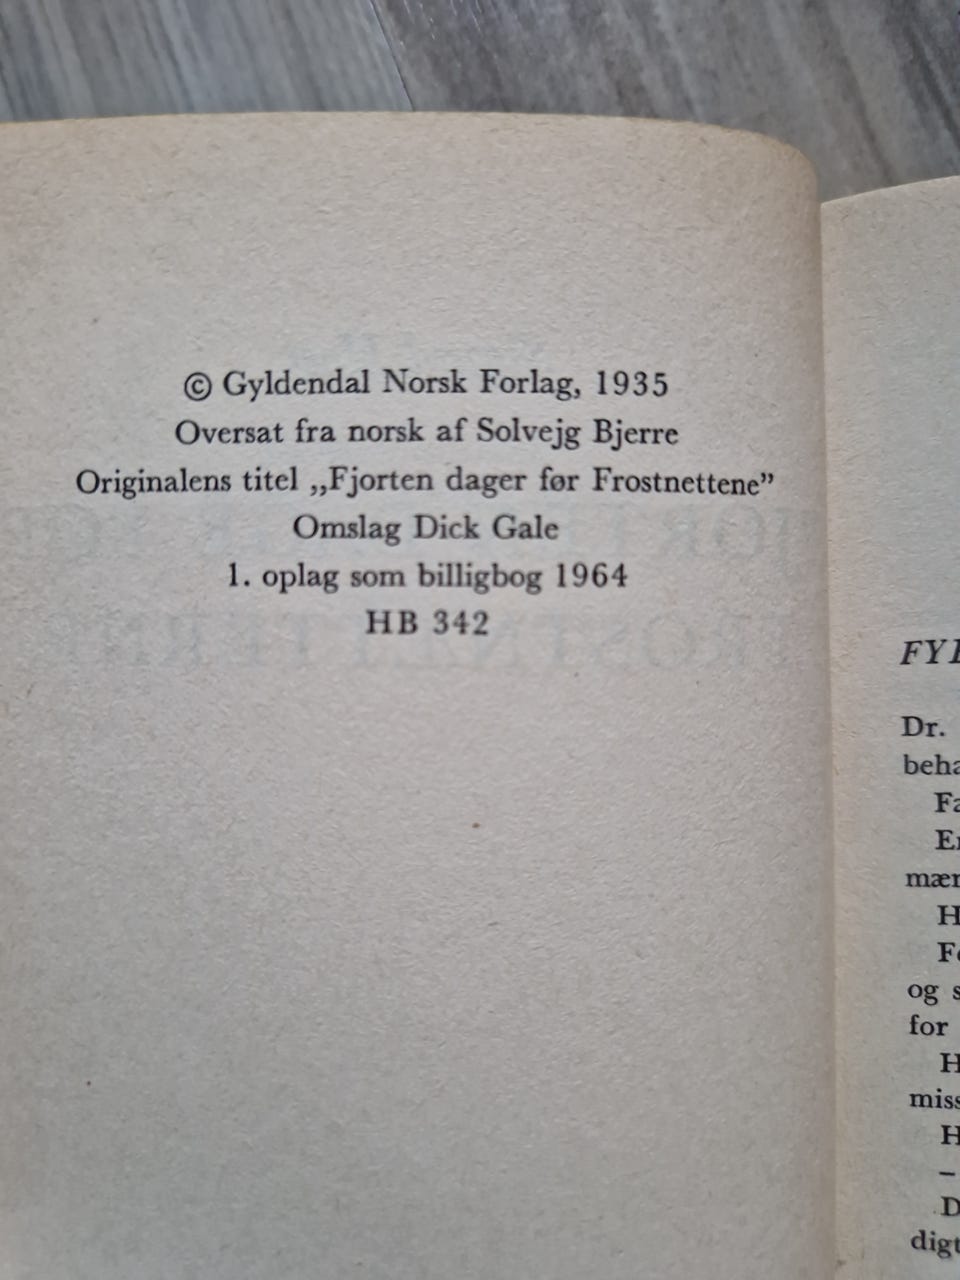 © Gyldendal Norsk Forlag, 1935
Oversat fra norsk af Solvejg Bjerre
Originalens titel „Fjorten dager før Frostnettene”
Omslag Dick Gale
1. oplag som billigbog 1964
HB 342
Dr.
og
for
–